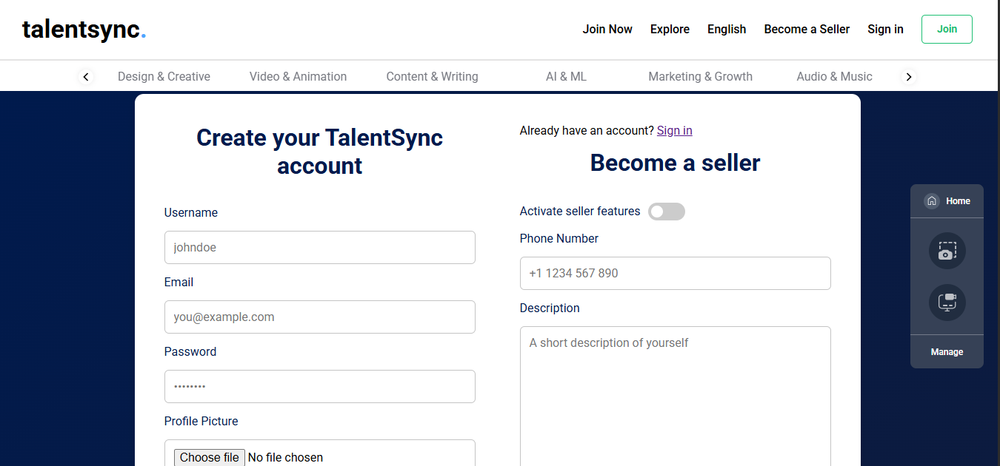 talentsync.
Join Now Explore English Become a Seller Sign in Join
Design & Creative Video & Animation Content & Writing AI & ML Marketing & Growth Audio & Music
Create your TalentSync
account
Username
johndoe
Email
you@example.com
Password
••••••••
Profile Picture
Choose file No file chosen
Already have an account? Sign in
Become a seller
Activate seller features
Phone Number
+1 1234 567 890
Description
A short description of yourself
Home
Manage